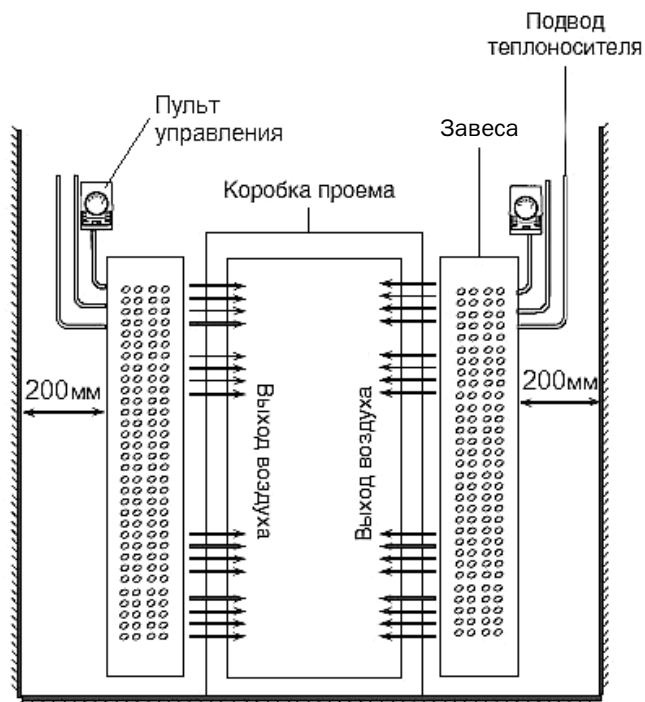 Подвод
теплоносителя
Пульт
управления
Завеса
Коробка проема
200мм
200мм
Выход воздуха
Выход воздуха